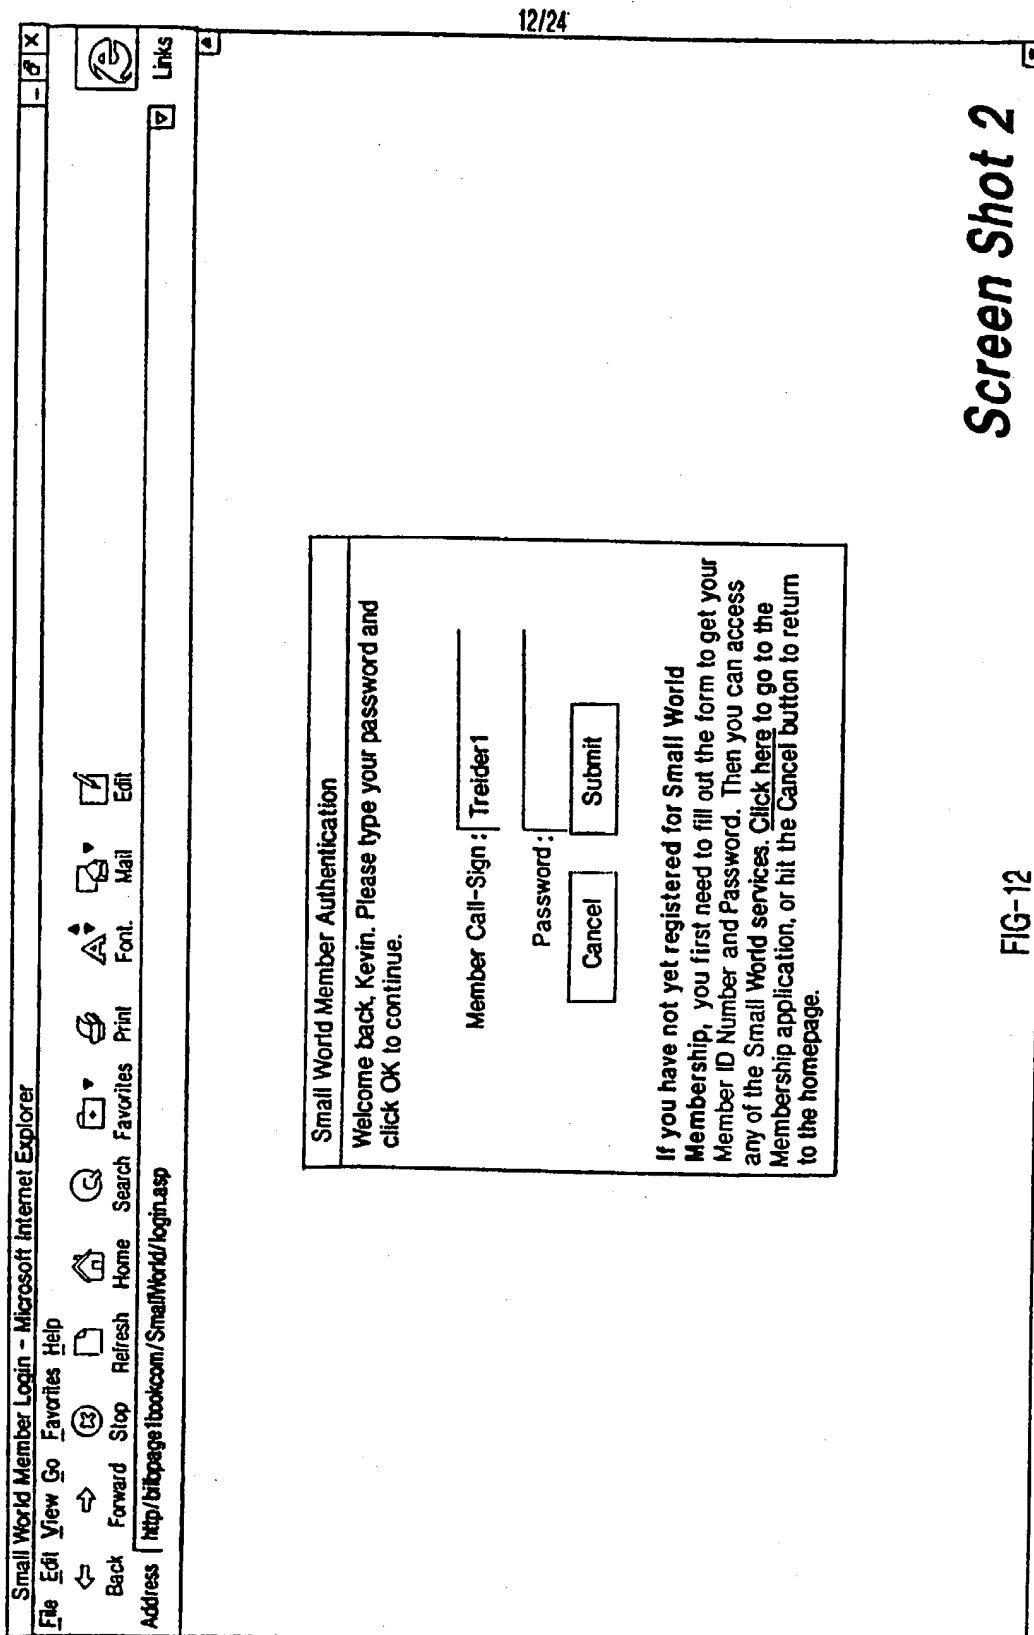 12/24
Small World Member Login - Microsoft Internet Explorer
File Edit View Go Favorites Help
Back Forward Stop Refresh Home Search Favorites Print Font. Mail Edit
Address http/bilbpage1bookcom/SmallWorld/login.asp Links
Small World Member Authentication
Welcome back, Kevin. Please type your password and
click OK to continue.
Member Call-Sign: Treider1
Password:
Cancel Submit
If you have not yet registered for Small World
Membership, you first need to fill out the form to get your
Member ID Number and Password. Then you can access
any of the Small World services. Click here to go to the
Membership application, or hit the Cancel button to return
to the homepage.
Screen Shot 2
FIG-12